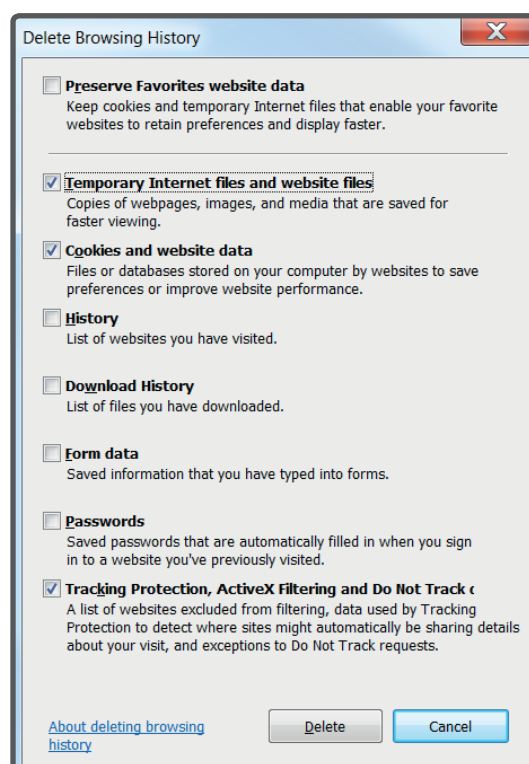 Delete Browsing History
Preserve Favorites website data
Keep cookies and temporary Internet files that enable your favorite
websites to retain preferences and display faster.
Temporary Internet files and website files
Copies of webpages, images, and media that are saved for
faster viewing.
Cookies and website data
Files or databases stored on your computer by websites to save
preferences or improve website performance.
History
List of websites you have visited.
Download History
List of files you have downloaded.
Form data
Saved information that you have typed into forms.
Passwords
Saved passwords that are automatically filled in when you sign
in to a website you've previously visited.
Tracking Protection, ActiveX Filtering and Do Not Track
A list of websites excluded from filtering, data used by Tracking
Protection to detect where sites might automatically be sharing details
about your visit, and exceptions to Do Not Track requests.
About deleting browsing
history
Delete
Cancel